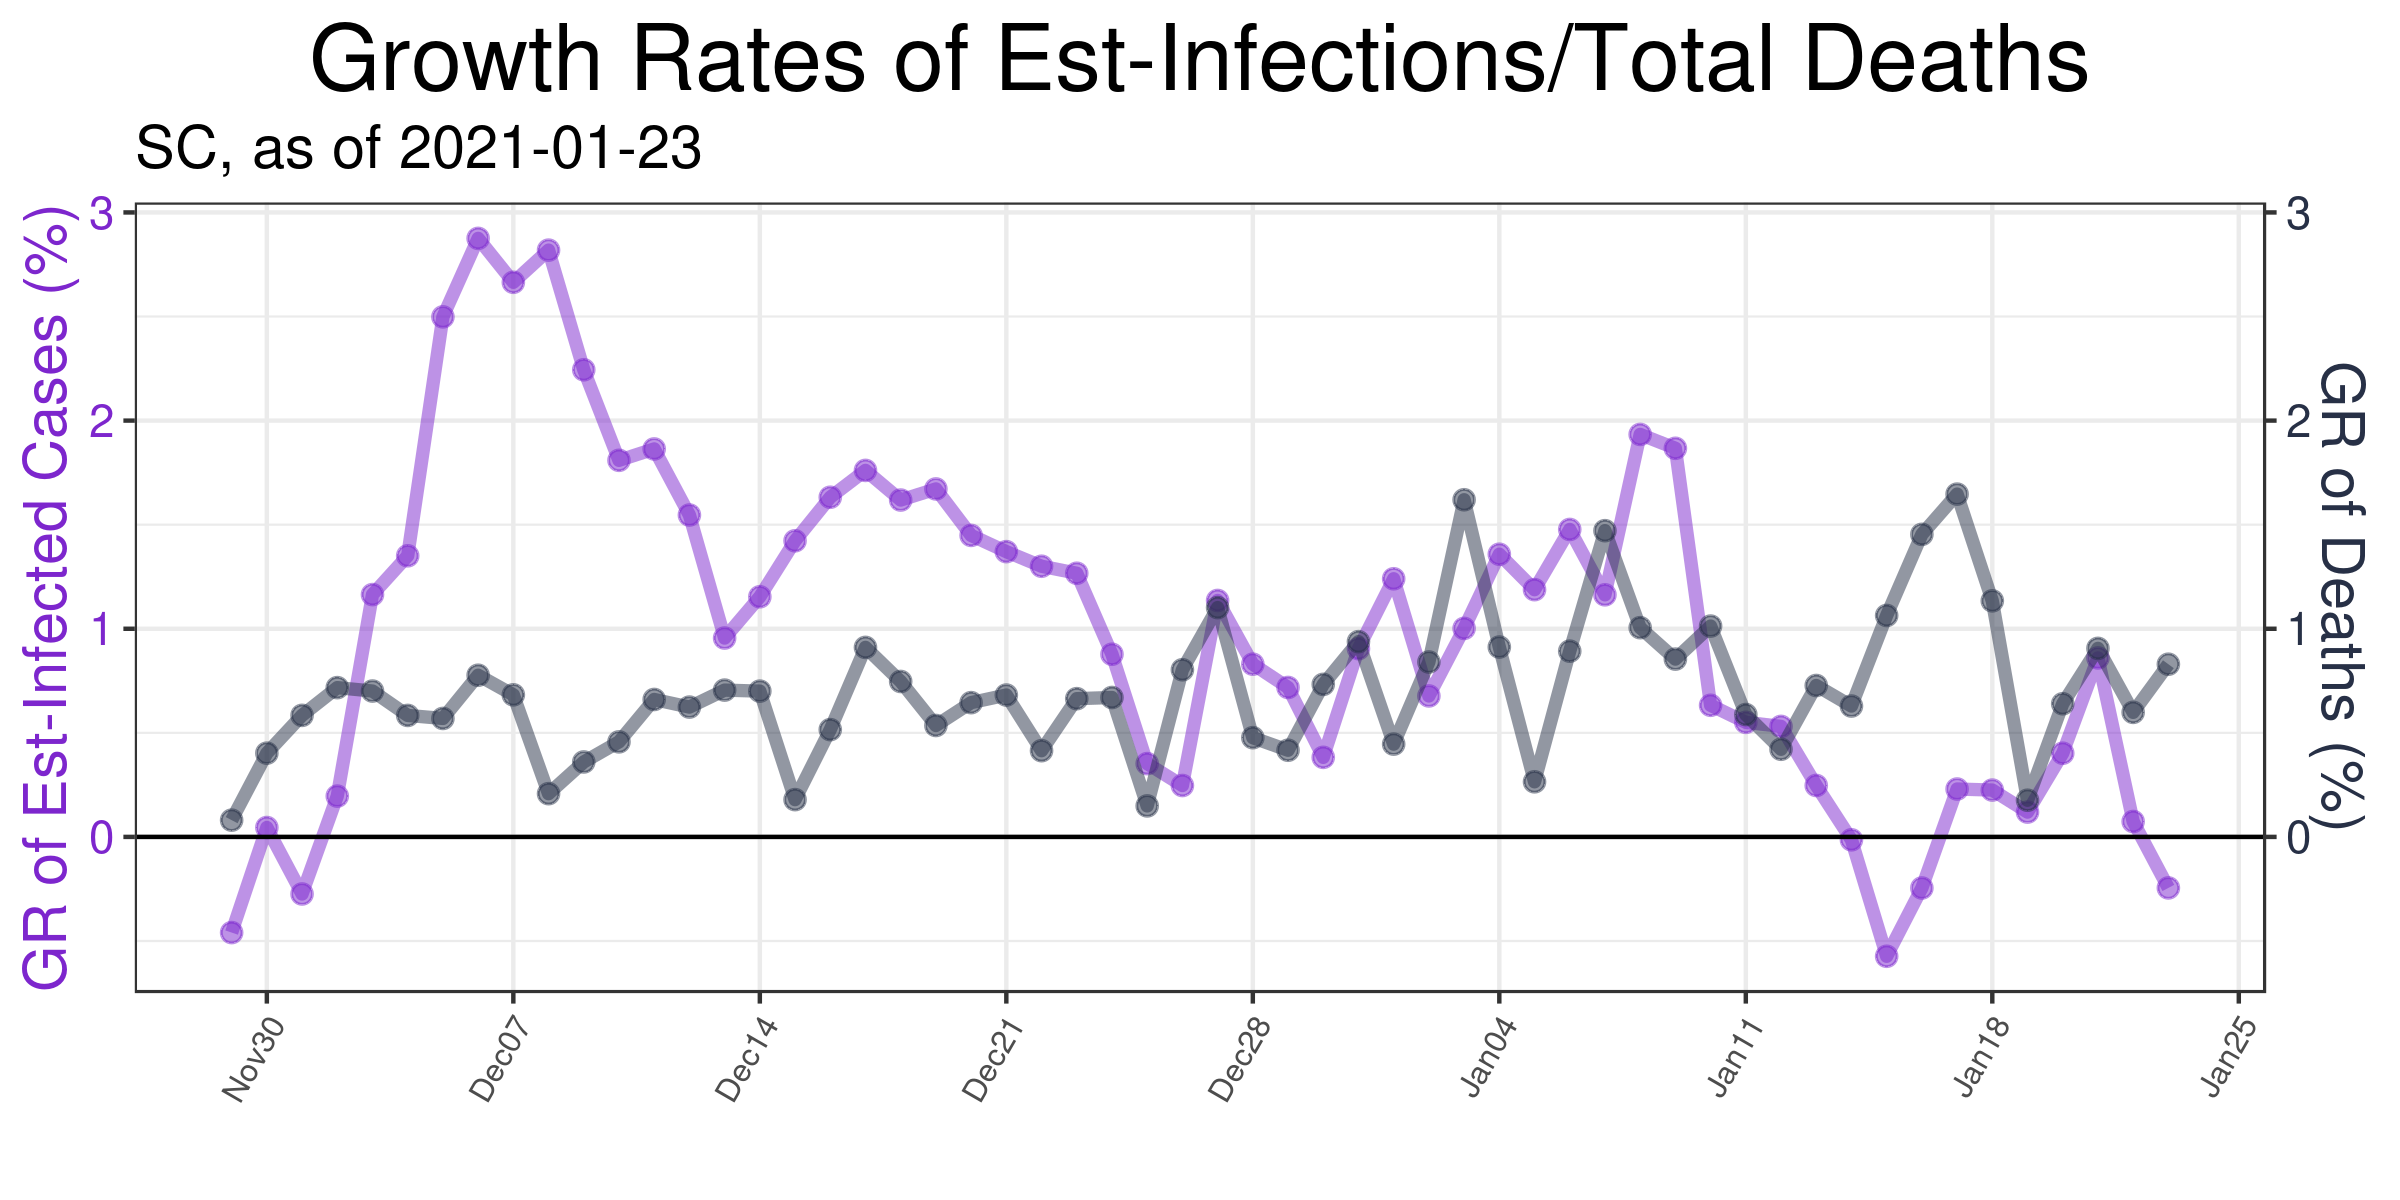 Growth Rates of Est-Infections/Total Deaths
SC, as of 2021-01-23
GR of Est-Infected Cases (%)
3
2
1
0
3
2
1
0
GR of Deaths (%)
Nov30
Dec07
Dec14
Dec21
Dec28
Jan04
Jan11
Jan18
Jan25